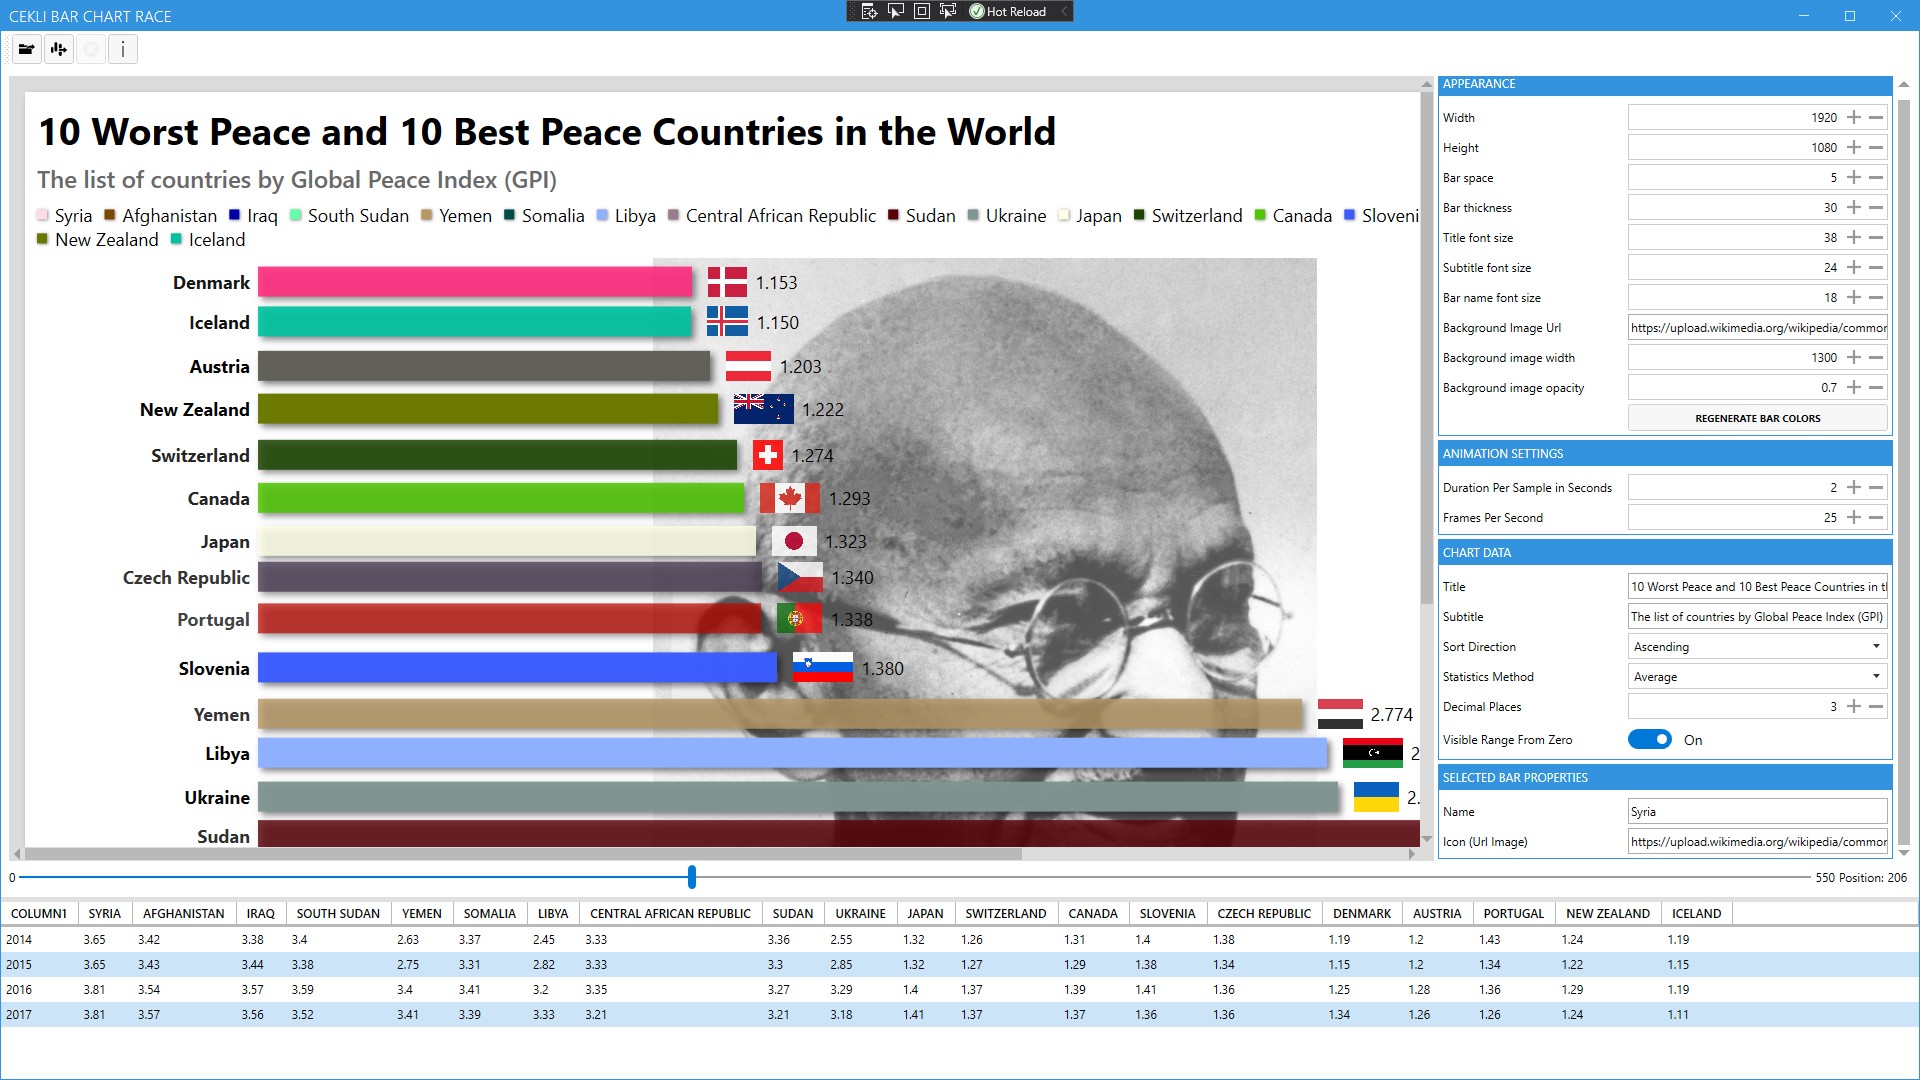 CEKLI BAR CHART RACE
Hot Reload
i
10 Worst Peace and 10 Best Peace Countries in the World
The list of countries by Global Peace Index (GPI)
Syria Afghanistan Iraq South Sudan Yemen Somalia Libya Central African Republic Sudan Ukraine Japan Switzerland Canada Sloveni
New Zealand Iceland
Denmark 1.153
Iceland 1.150
Austria 1.203
New Zealand 1.222
Switzerland 1.274
Canada 1.293
Japan 1.323
Czech Republic 1.340
Portugal 1.338
Slovenia 1.380
Yemen 2.774
Libya 2
Ukraine 2.
Sudan
APPEARANCE
Width 1920
Height 1080
Bar space 5
Bar thickness 30
Title font size 38
Subtitle font size 24
Bar name font size 18
Background Image Url https://upload.wikimedia.org/wikipedia/commor
Background image width 1300
Background image opacity 0.7
REGENERATE BAR COLORS
ANIMATION SETTINGS
Duration Per Sample in Seconds 2
Frames Per Second 25
CHART DATA
Title 10 Worst Peace and 10 Best Peace Countries in tl
Subtitle The list of countries by Global Peace Index (GPI)
Sort Direction Ascending
Statistics Method Average
Decimal Places 3
Visible Range From Zero On
SELECTED BAR PROPERTIES
Name Syria
Icon (Url Image) https://upload.wikimedia.org/wikipedia/commor
0 550 Position: 206
COLUMN1 SYRIA AFGHANISTAN IRAQ SOUTH SUDAN YEMEN SOMALIA LIBYA CENTRAL AFRICAN REPUBLIC SUDAN UKRAINE JAPAN SWITZERLAND CANADA SLOVENIA CZECH REPUBLIC DENMARK AUSTRIA PORTUGAL NEW ZEALAND ICELAND
2014 3.65 3.42 3.38 3.4 2.63 3.37 2.45 3.33 3.36 2.55 1.32 1.26 1.31 1.4 1.38 1.19 1.2 1.43 1.24 1.19
2015 3.65 3.43 3.44 3.38 2.75 3.31 2.82 3.33 3.3 2.85 1.32 1.27 1.29 1.38 1.34 1.15 1.2 1.34 1.22 1.15
2016 3.81 3.54 3.57 3.59 3.4 3.41 3.2 3.35 3.27 3.29 1.4 1.37 1.39 1.41 1.36 1.25 1.28 1.36 1.29 1.19
2017 3.81 3.57 3.56 3.52 3.41 3.39 3.33 3.21 3.21 3.18 1.41 1.37 1.37 1.36 1.36 1.34 1.26 1.26 1.24 1.11